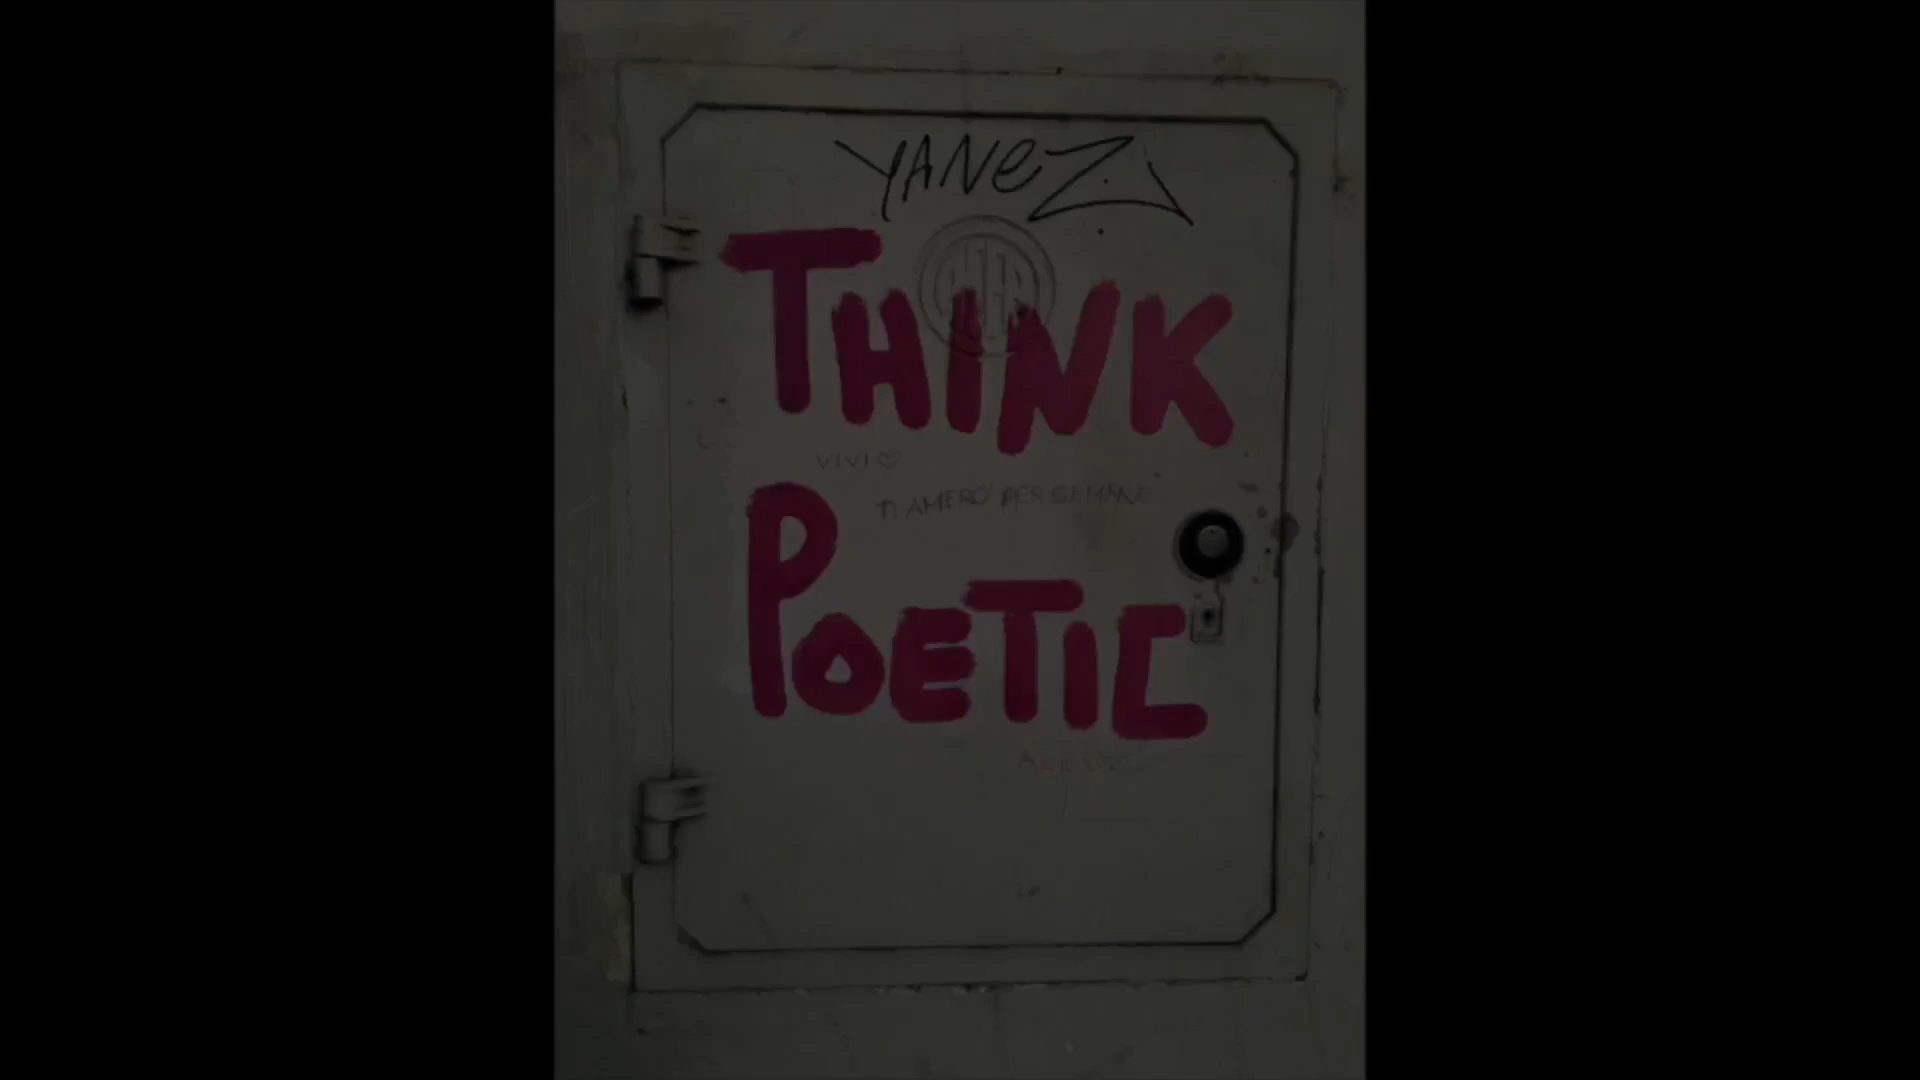 YANEZ
THINK
VIVI ♡
TI AMERO' PER SEMPRE
POETIC